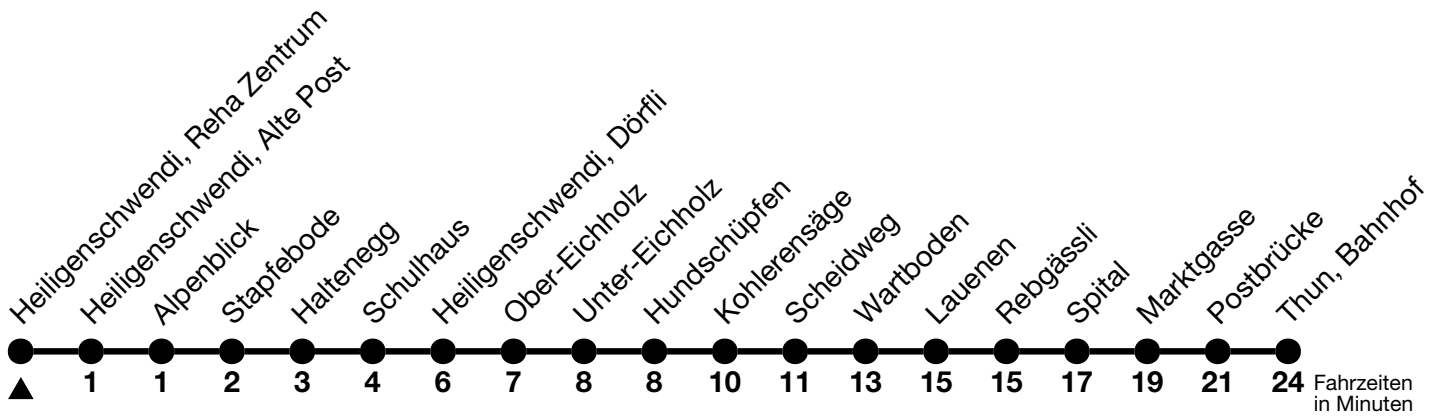 Heiligenschwendi, Reha Zentrum
Heiligenschwendi, Alte Post
Alpenblick
Stapfebode
Haltenegg
Schulhaus
Heiligenschwendi, Dörfli
Ober-Eichholz
Unter-Eichholz
Hundschüpfen
Kohlerensäge
Scheidweg
Wartboden
Lauenen
Rebgässli
Spital
Marktgasse
Postbrücke
Thun, Bahnhof
1 1 2 3 4 6 7 8 8 10 11 13 15 15 17 19 21 24 Fahrzeiten
in Minuten